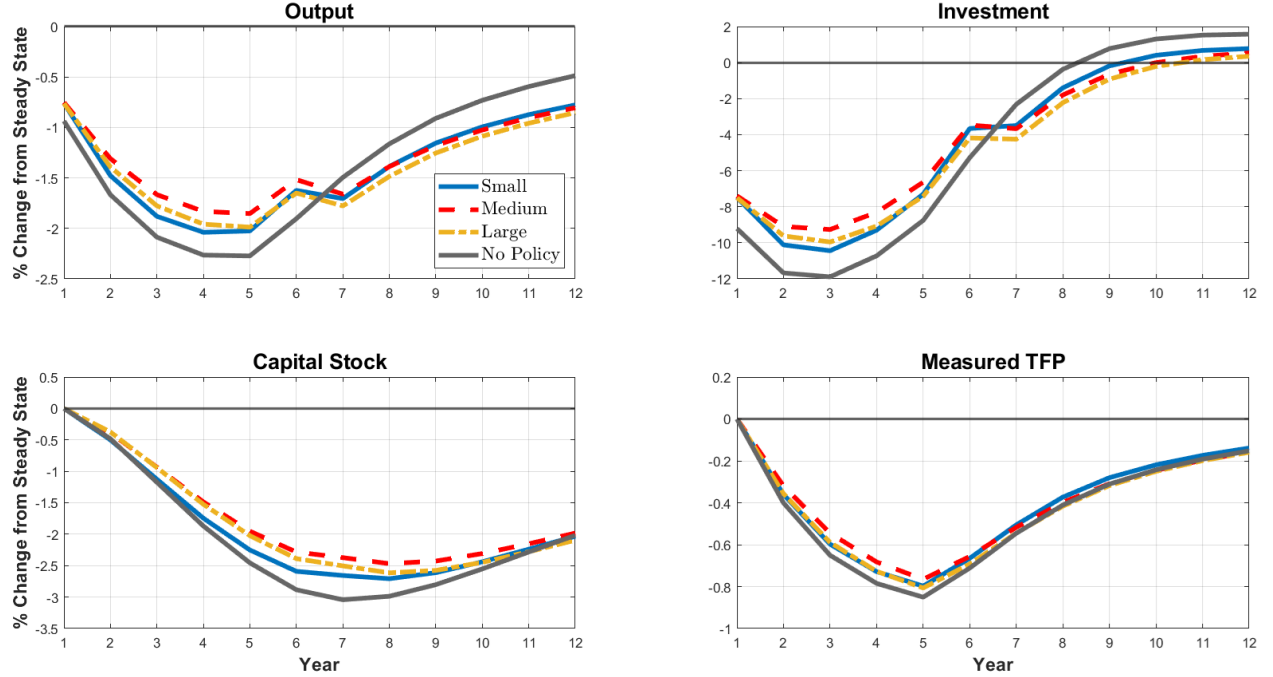 Output
% Change from Steady State
0
-0.5
-1
-1.5
-2
-2.5
1 2 3 4 5 6 7 8 9 10 11 12
Small
Medium
Large
No Policy
Investment
2
0
-2
-4
-6
-8
-10
-12
1 2 3 4 5 6 7 8 9 10 11 12
Capital Stock
% Change from Steady State
0.5
0
-0.5
-1
-1.5
-2
-2.5
-3
-3.5
1 2 3 4 5 6 7 8 9 10 11 12
Year
Measured TFP
0.2
0
-0.2
-0.4
-0.6
-0.8
-1
1 2 3 4 5 6 7 8 9 10 11 12
Year